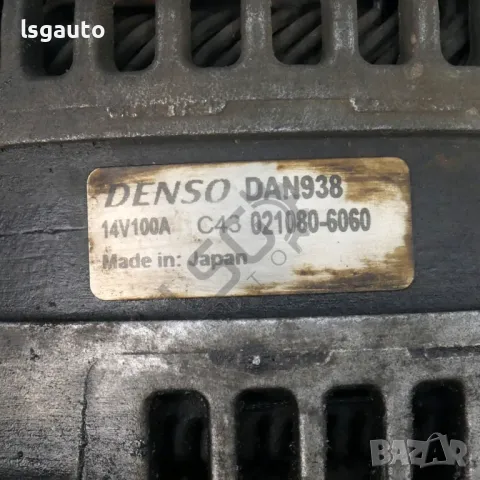 lsgauto
DENSO DAN938
14V100A C43 021080-6060
Made in: Japan
BAZAR